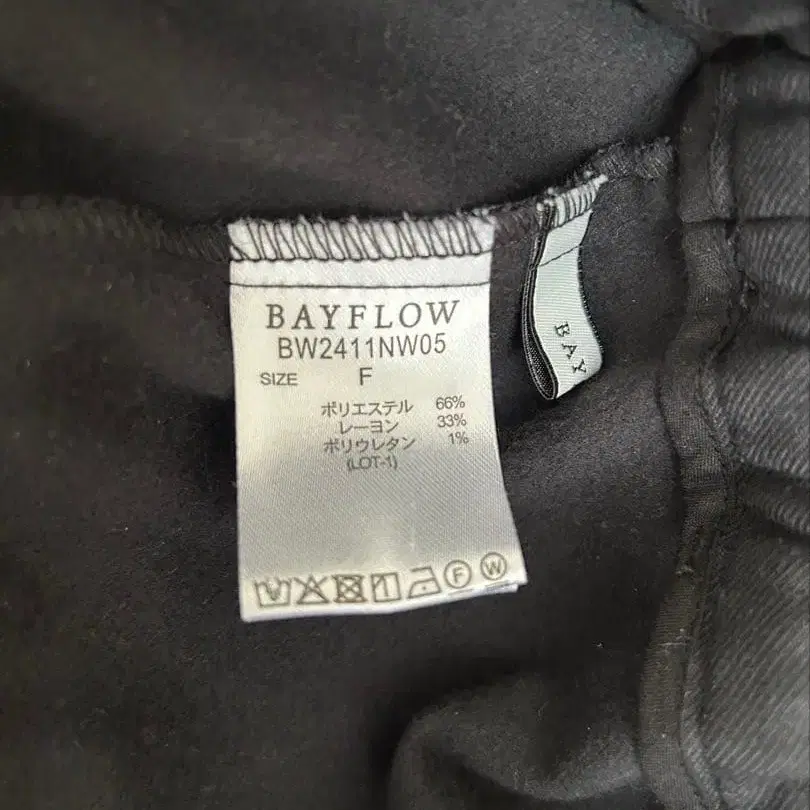 BAYFLOW
BW2411NW05
SIZE F
ポリエステル 66%
レーヨン 33%
ポリウレタン 1%
(LOT-1)
F W
BAY